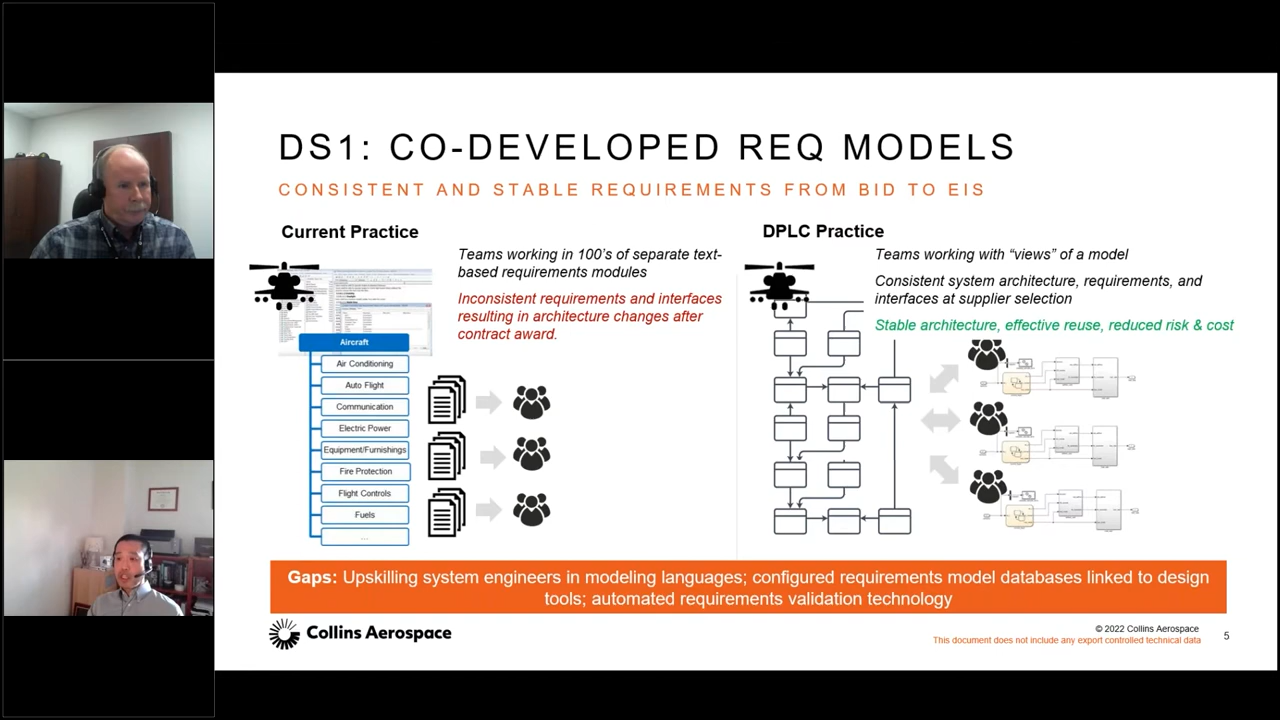 DS1: CO-DEVELOPED REQ MODELS
CONSISTENT AND STABLE REQUIREMENTS FROM BID TO EIS
Current Practice
Teams working in 100's of separate text-
based requirements modules
Inconsistent requirements and interfaces
resulting in architecture changes after
contract award.
Aircraft
Air Conditioning
Auto Flight
Communication
Electric Power
Equipment/Furnishings
Fire Protection
Flight Controls
Fuels
...
DPLC Practice
Teams working with “views” of a model
Consistent system architecture, requirements, and
interfaces at supplier selection
Stable architecture, effective reuse, reduced risk & cost
Gaps: Upskilling system engineers in modeling languages; configured requirements model databases linked to design
tools; automated requirements validation technology
Collins Aerospace
© 2022 Collins Aerospace
This document does not include any export controlled technical data
5